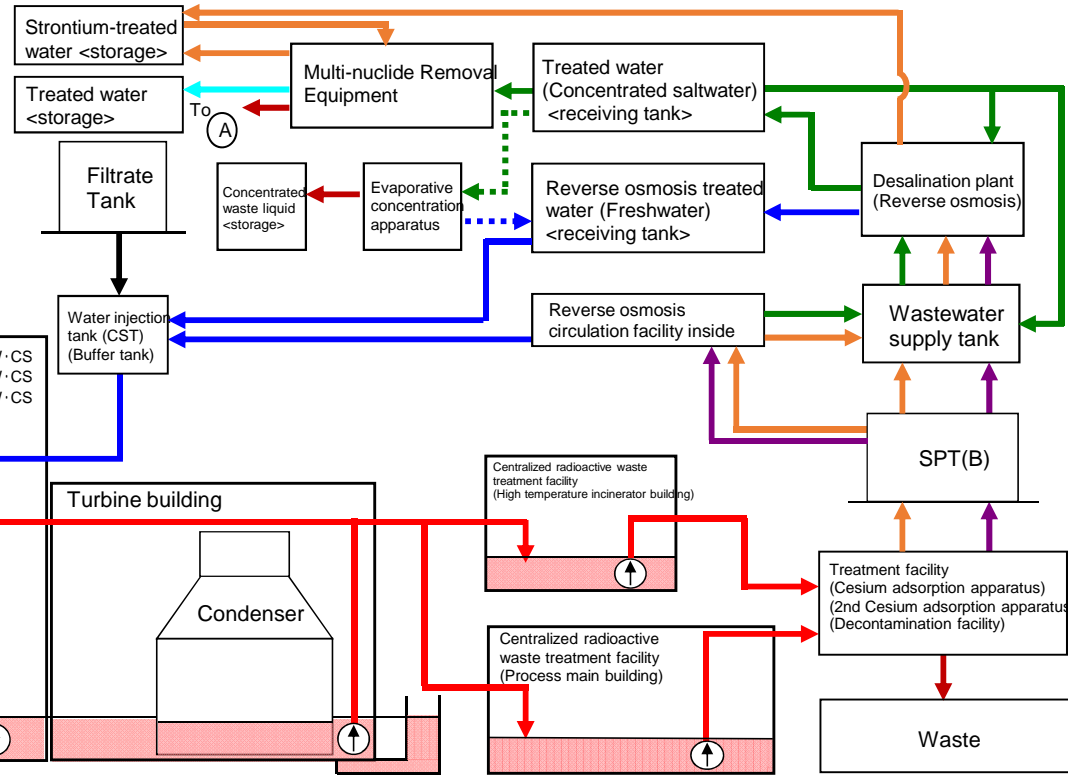 Strontium-treated
water <storage>
Multi-nuclide Removal
Equipment
Treated water
(Concentrated saltwater)
<receiving tank>
Treated water
<storage>
To
A
Filtrate
Tank
Concentrated
waste liquid
<storage>
Evaporative
concentration
apparatus
Reverse osmosis treated
water (Freshwater)
<receiving tank>
Desalination plant
(Reverse osmosis)
Water injection
tank (CST)
(Buffer tank)
Reverse osmosis
circulation facility inside
Wastewater
supply tank
·CS
·CS
·CS
SPT(B)
Turbine building
Condenser
Centralized radioactive waste
treatment facility
(High temperature incinerator building)
Treatment facility
(Cesium adsorption apparatus)
(2nd Cesium adsorption apparatus
(Decontamination facility)
Centralized radioactive
waste treatment facility
(Process main building)
Waste